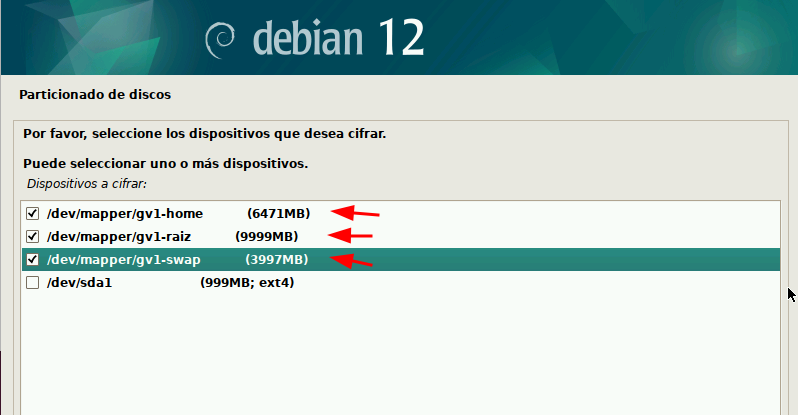 debian 12
Particionado de discos
Por favor, seleccione los dispositivos que desea cifrar.
Puede seleccionar uno o más dispositivos.
Dispositivos a cifrar:
/dev/mapper/gv1-home (6471MB)
/dev/mapper/gv1-raiz (9999MB)
/dev/mapper/gv1-swap (3997MB)
/dev/sda1 (999MB; ext4)